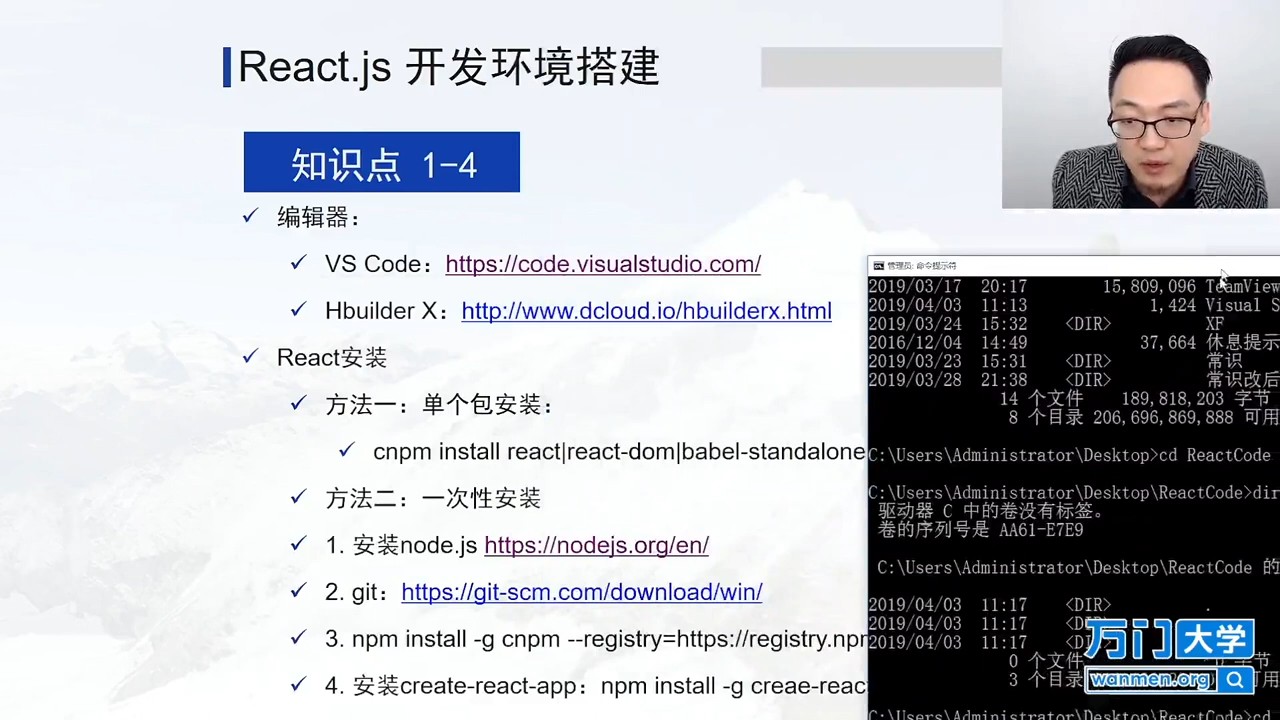 React.js 开发环境搭建
知识点 1-4
编辑器：
VS Code：https://code.visualstudio.com/
Hbuilder X：http://www.dcloud.io/hbuilderx.html
React安装
方法一：单个包安装：
cnpm install react|react-dom|babel-standalone
方法二：一次性安装
1. 安装node.js https://nodejs.org/en/
2. git：https://git-scm.com/download/win/
3. npm install -g cnpm --registry=https://registry.npr
4. 安装create-react-app：npm install -g creae-reac
管理员: 命令提示符
2019/03/17 20:17 15,809,096 TeamView
2019/04/03 11:13 1,424 Visual S
2019/03/24 15:32 <DIR> XF
2016/12/04 14:49 37,664 休息提示
2019/03/23 15:31 <DIR> 常识
2019/03/28 21:38 <DIR> 常识改后
14 个文件 189,818,203 字节
8 个目录 206,696,869,888 可用
C:\Users\Administrator\Desktop>cd ReactCode
C:\Users\Administrator\Desktop\ReactCode>dir
驱动器 C 中的卷没有标签。
卷的序列号是 AA61-E7E9
C:\Users\Administrator\Desktop\ReactCode 的
2019/04/03 11:17 <DIR> .
2019/04/03 11:17 <DIR>
2019/04/03 11:17 <DI
0 个文件 0 字节
3 个目录 可用
C:\Users\Administrator\Desktop\ReactCode>cd
万门大学
wanmen.org